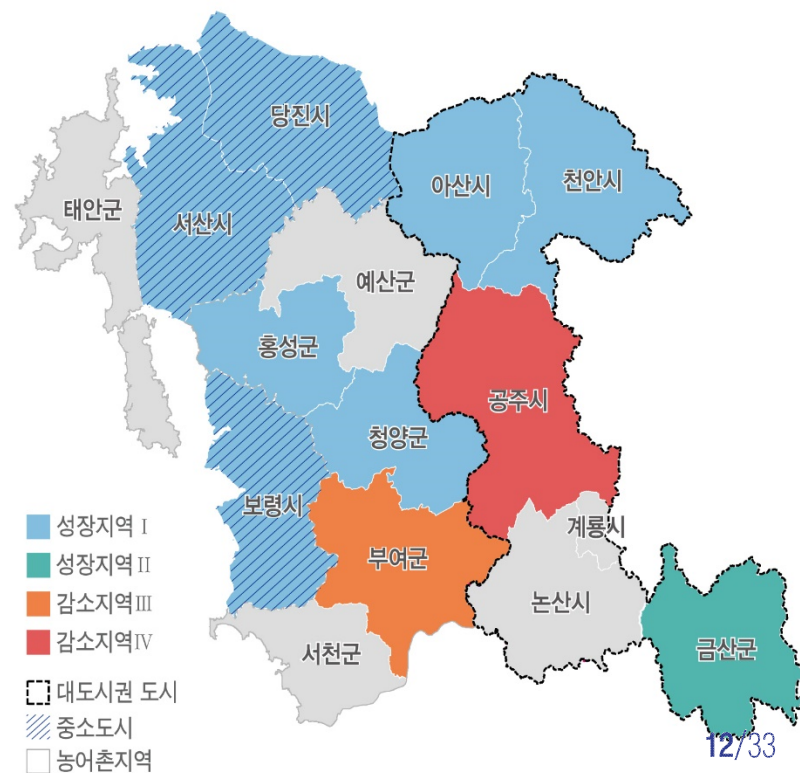 당진시
아산시
천안시
태안군
서산시
예산군
홍성군
공주시
청양군
보령시
계룡시
부여군
논산시
서천군
금산군
성장지역 I
성장지역 II
감소지역 III
감소지역 IV
대도시권 도시
중소도시
농어촌지역
12/33